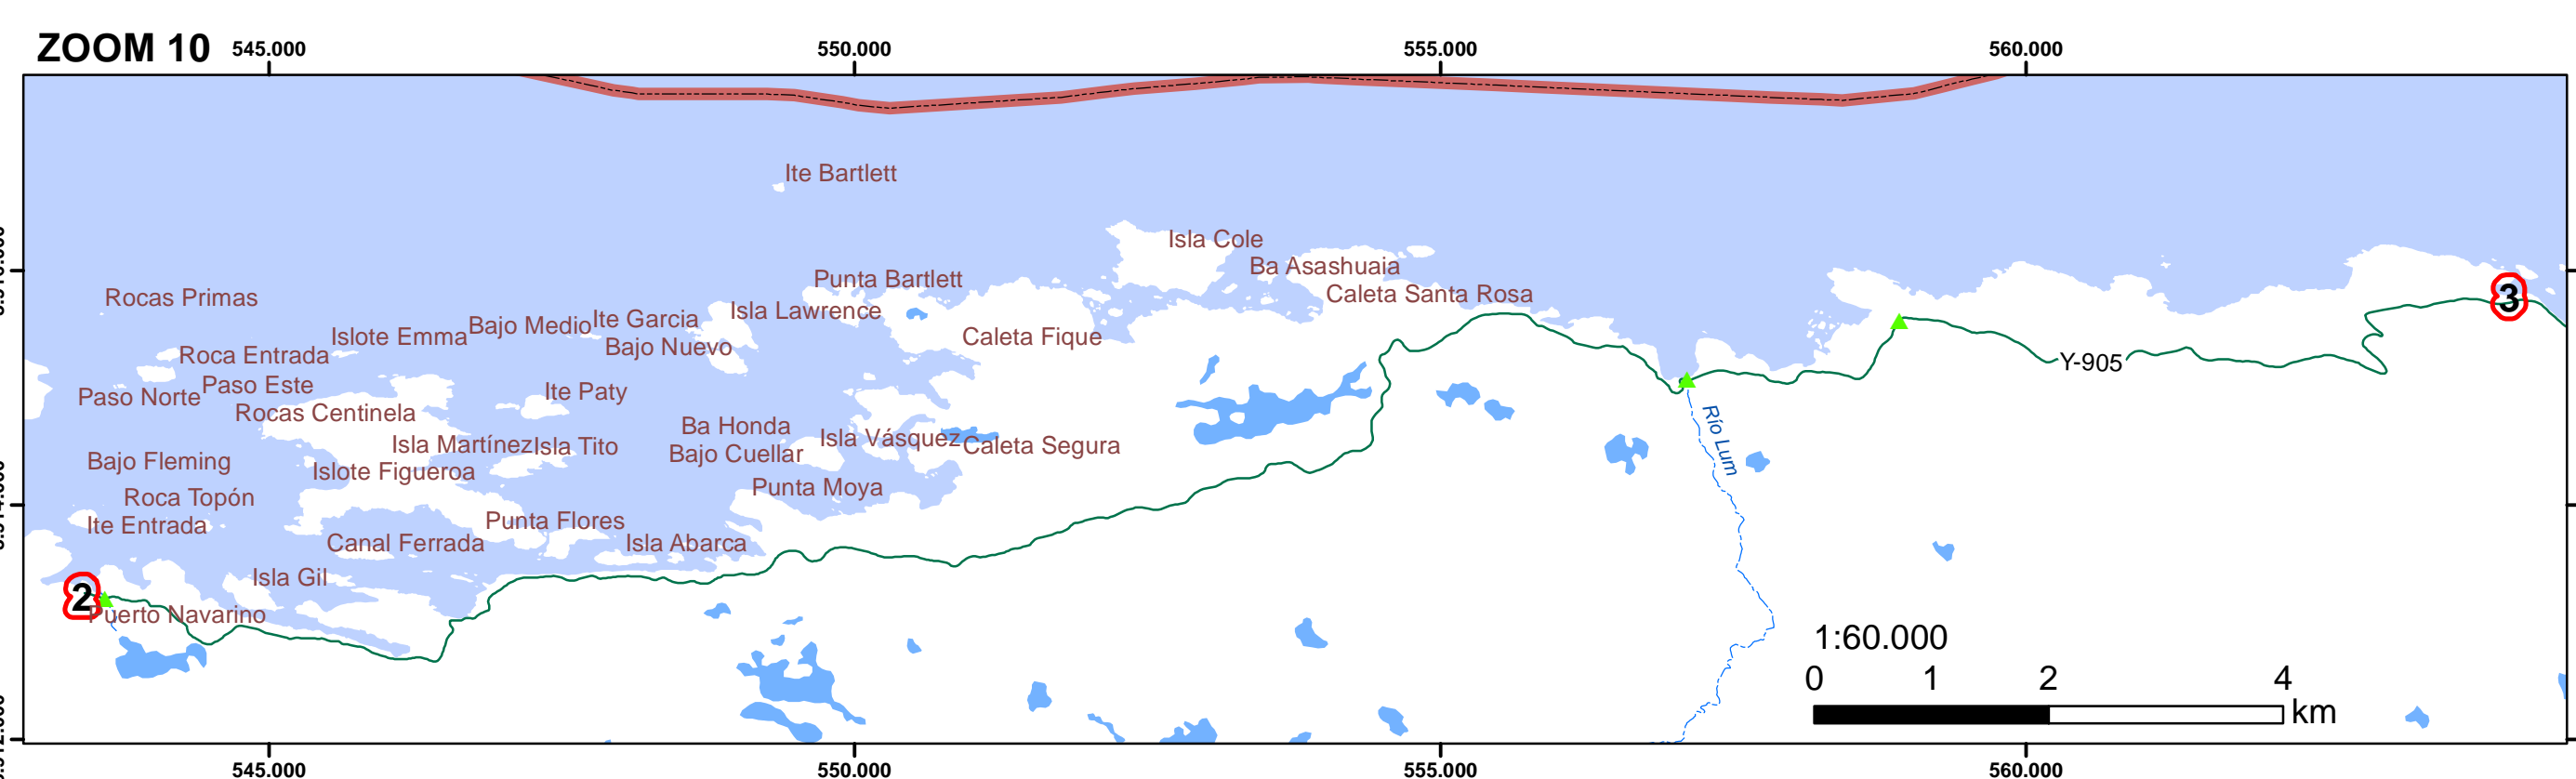 ZOOM 10
545.000
550.000
555.000
560.000
Ite Bartlett
Isla Cole
Ba Asashuaia
Punta Bartlett
Caleta Santa Rosa
Rocas Primas
Isla Lawrence
Ite Garcia
Bajo Medio
Islote Emma
Caleta Fique
Bajo Nuevo
Roca Entrada
Y-905
Paso Este
Paso Norte
Ite Paty
Rocas Centinela
Ba Honda
Isla Vásquez
Isla Martínez
Isla Tito
Caleta Segura
Río Lum
Bajo Cuellar
Bajo Fleming
Islote Figueroa
Punta Moya
Roca Topón
Ite Entrada
Punta Flores
Canal Ferrada
Isla Abarca
Isla Gil
2
3
Puerto Navarino
1:60.000
0 1 2 4
km
545.000
550.000
555.000
560.000